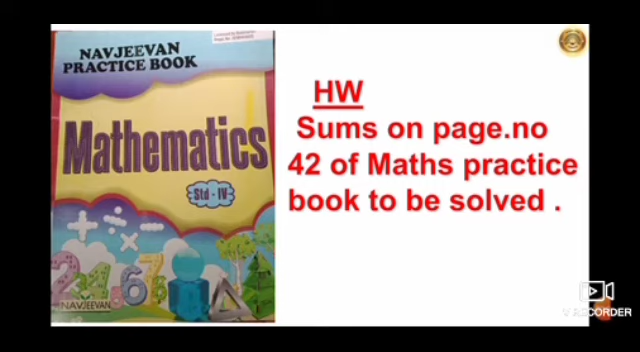 NAVJEEVAN
PRACTICE BOOK
Mathematics
Std - IV
NAVJEEVAN
HW
Sums on page.no
42 of Maths practice
book to be solved .
V RECORDER